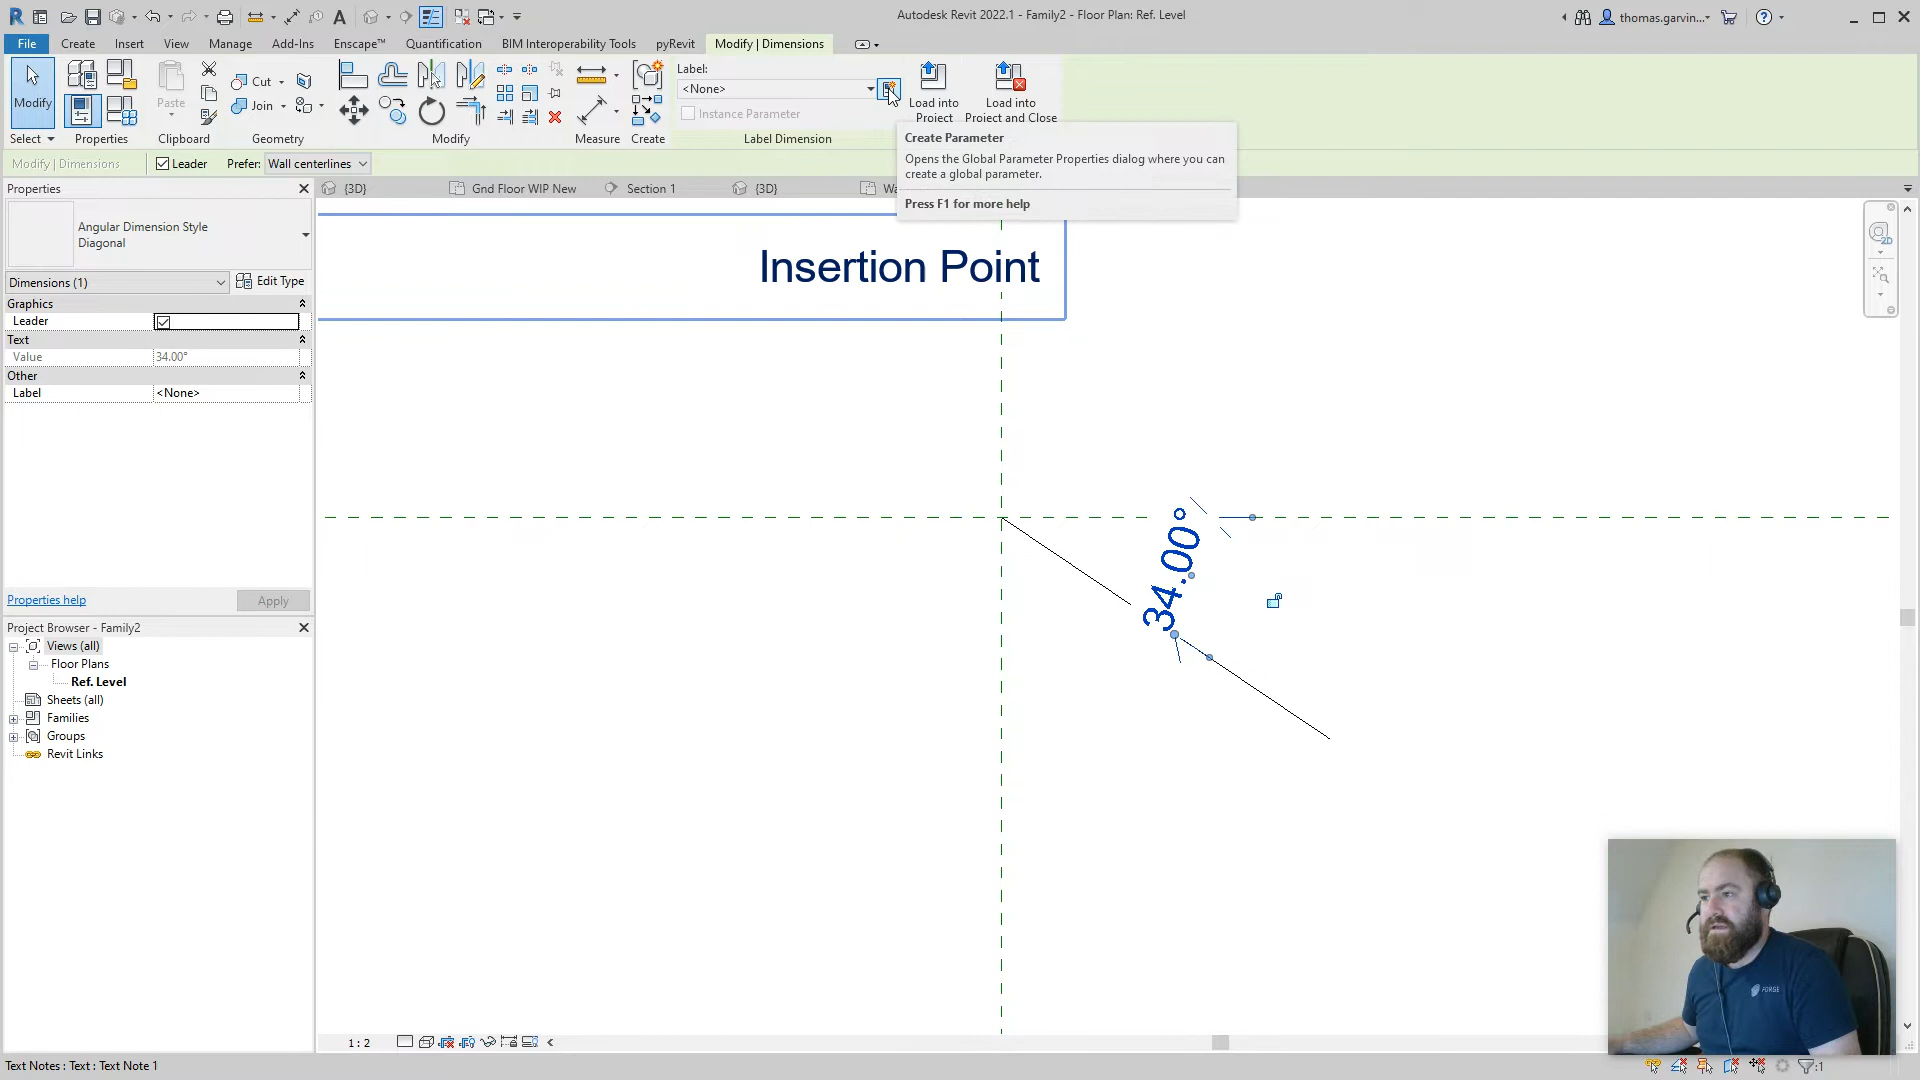 Autodesk Revit 2022.1 - Family2 - Floor Plan: Ref. Level
thomas.garvin...
File Create Insert View Manage Add-Ins Enscape™ Quantification BIM Interoperability Tools pyRevit Modify | Dimensions
Modify
Paste
Cut
Join
Label:
<None>
Instance Parameter
Load into
Project
Load into
Project and Close
Select Properties Clipboard Geometry Modify Measure Create Label Dimension
Create Parameter
Opens the Global Parameter Properties dialog where you can
create a global parameter.
Press F1 for more help
Modify | Dimensions
Leader
Prefer: Wall centerlines
Properties
{3D}
Gnd Floor WIP New
Section 1
{3D}
Angular Dimension Style
Diagonal
Dimensions (1)
Edit Type
Graphics
Leader
Text
Value 34.00°
Other
Label <None>
Properties help
Apply
Insertion Point
34.00°
Project Browser - Family2
Views (all)
Floor Plans
Ref. Level
Sheets (all)
Families
Groups
Revit Links
1 : 2
FORGE
Text Notes : Text : Text Note 1
:1